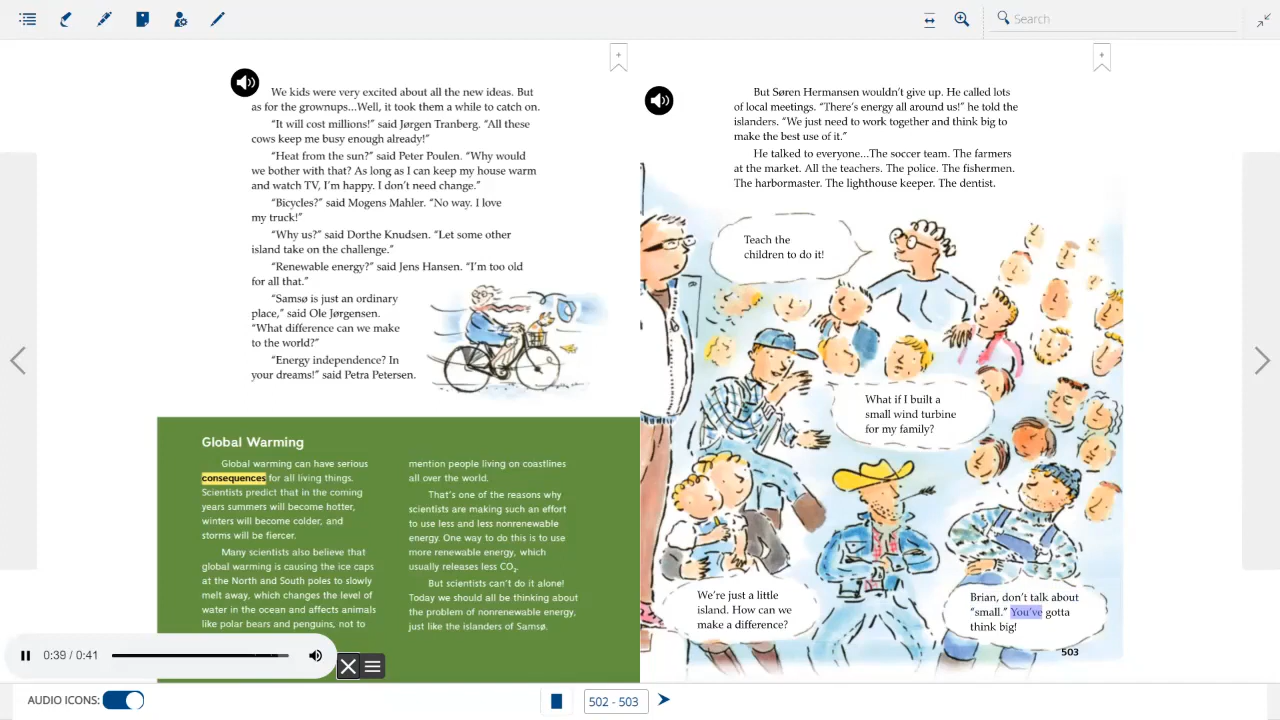 Search
We kids were very excited about all the new ideas. But
as for the grownups...Well, it took them a while to catch on.
“It will cost millions!” said Jørgen Tranberg. “All these
cows keep me busy enough already!”
“Heat from the sun?” said Peter Poulen. “Why would
we bother with that? As long as I can keep my house warm
and watch TV, I’m happy. I don’t need change.”
“Bicycles?” said Mogens Mahler. “No way. I love
my truck!”
“Why us?” said Dorthe Knudsen. “Let some other
island take on the challenge.”
“Renewable energy?” said Jens Hansen. “I’m too old
for all that.”
“Samsø is just an ordinary
place,” said Ole Jørgensen.
“What difference can we make
to the world?”
“Energy independence? In
your dreams!” said Petra Petersen.
Global Warming
Global warming can have serious
consequences for all living things.
Scientists predict that in the coming
years summers will become hotter,
winters will become colder, and
storms will be fiercer.
Many scientists also believe that
global warming is causing the ice caps
at the North and South poles to slowly
melt away, which changes the level of
water in the ocean and affects animals
like polar bears and penguins, not to
mention people living on coastlines
all over the world.
That’s one of the reasons why
scientists are making such an effort
to use less and less nonrenewable
energy. One way to do this is to use
more renewable energy, which
usually releases less CO₂.
But scientists can’t do it alone!
Today we should all be thinking about
the problem of nonrenewable energy,
just like the islanders of Samsø.
But Søren Hermansen wouldn’t give up. He called lots
of local meetings. “There’s energy all around us!” he told the
islanders. “We just need to work together and think big to
make the best use of it.”
He talked to everyone...The soccer team. The farmers
at the market. All the teachers. The police. The fishermen.
The harbormaster. The lighthouse keeper. The dentist.
Teach the
children to do it!
What if I built a
small wind turbine
for my family?
We’re just a little
island. How can we
make a difference?
Brian, don’t talk about
“small.” You’ve gotta
think big!
503
0:39 / 0:41
AUDIO ICONS:
502 - 503